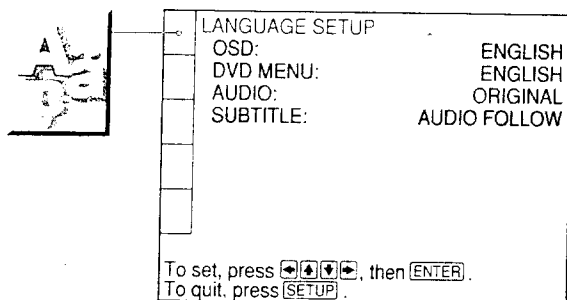 LANGUAGE SETUP
OSD: ENGLISH
DVD MENU: ENGLISH
AUDIO: ORIGINAL
SUBTITLE: AUDIO FOLLOW
To set, press ←↑↓→, then ENTER.
To quit, press SETUP.